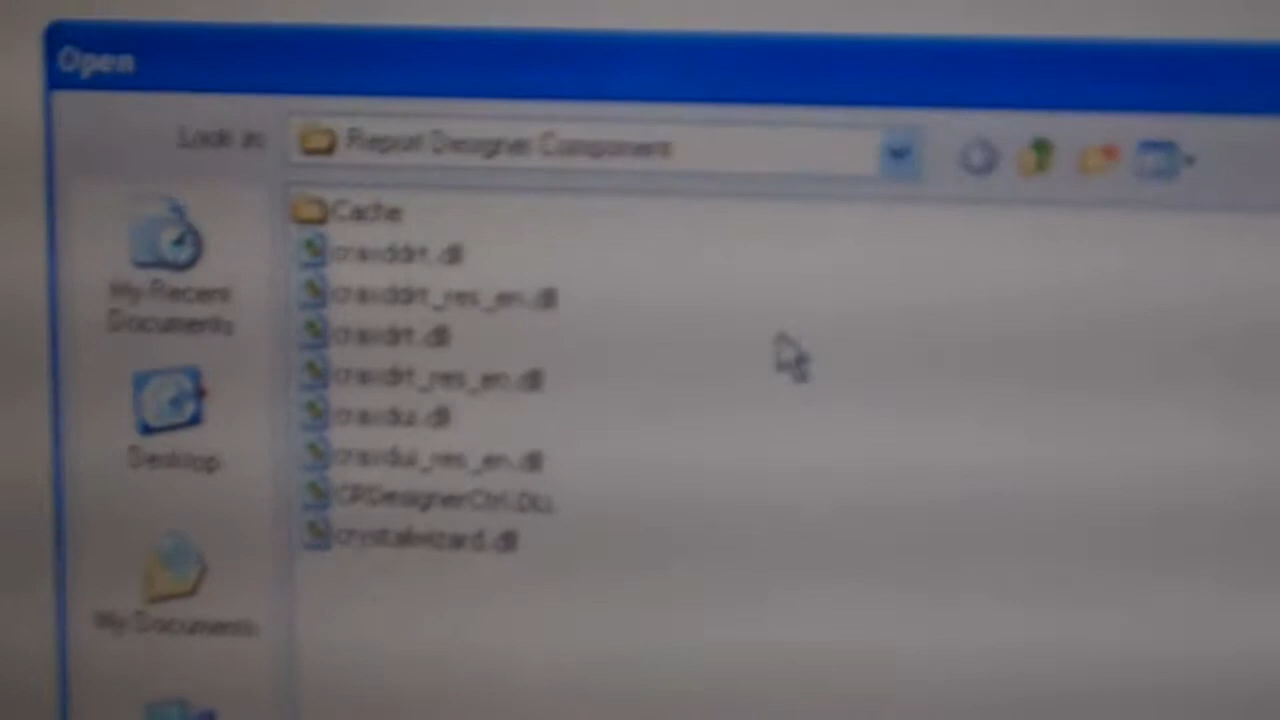 Open
Look in:
Report Designer Component
Cache
craxddrt.dll
craxddrt_res_en.dll
craxdrt.dll
craxdrt_res_en.dll
craxdui.dll
craxdui_res_en.dll
CRDesignerCtrl.DLL
crystalwizard.dll
My Recent
Documents
Desktop
My Documents